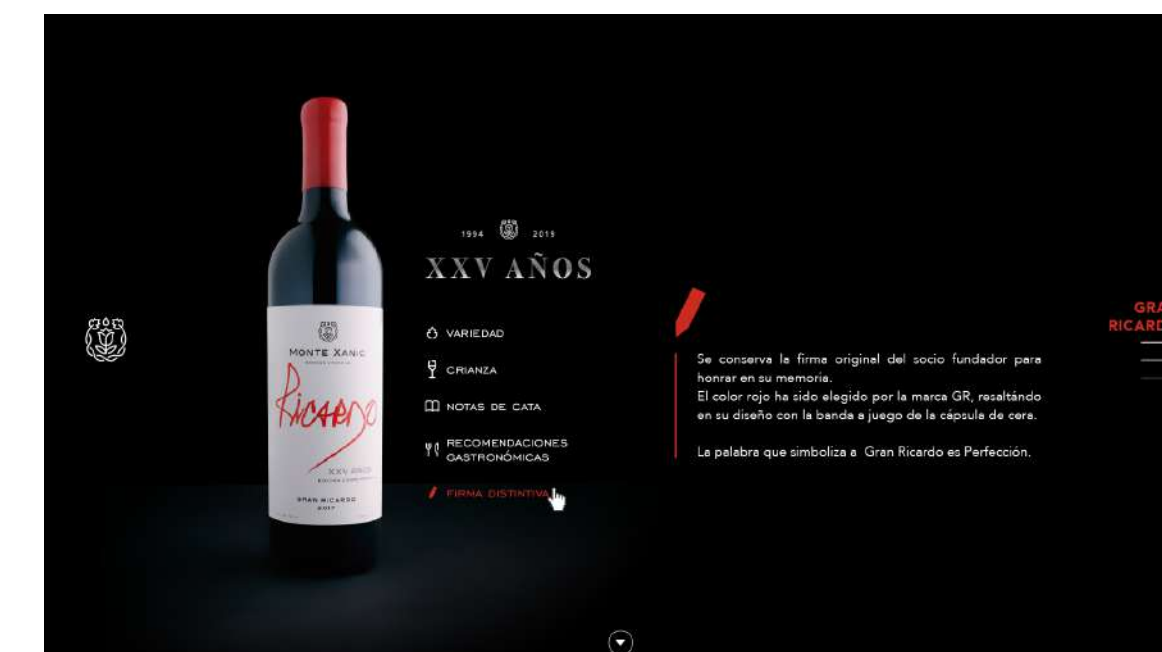 1994 2019
XXV AÑOS
VARIEDAD
CRIANZA
NOTAS DE CATA
RECOMENDACIONES
GASTRONÓMICAS
FIRMA DISTINTIVA
MONTE XANIC
Ricardo
XXV AÑOS
GRAN RICARDO
2017
Se conserva la firma original del socio fundador para
honrar en su memoria.
El color rojo ha sido elegido por la marca GR, resaltándo
en su diseño con la banda a juego de la cápsula de cera.
La palabra que simboliza a Gran Ricardo es Perfección.
GRA
RICARD